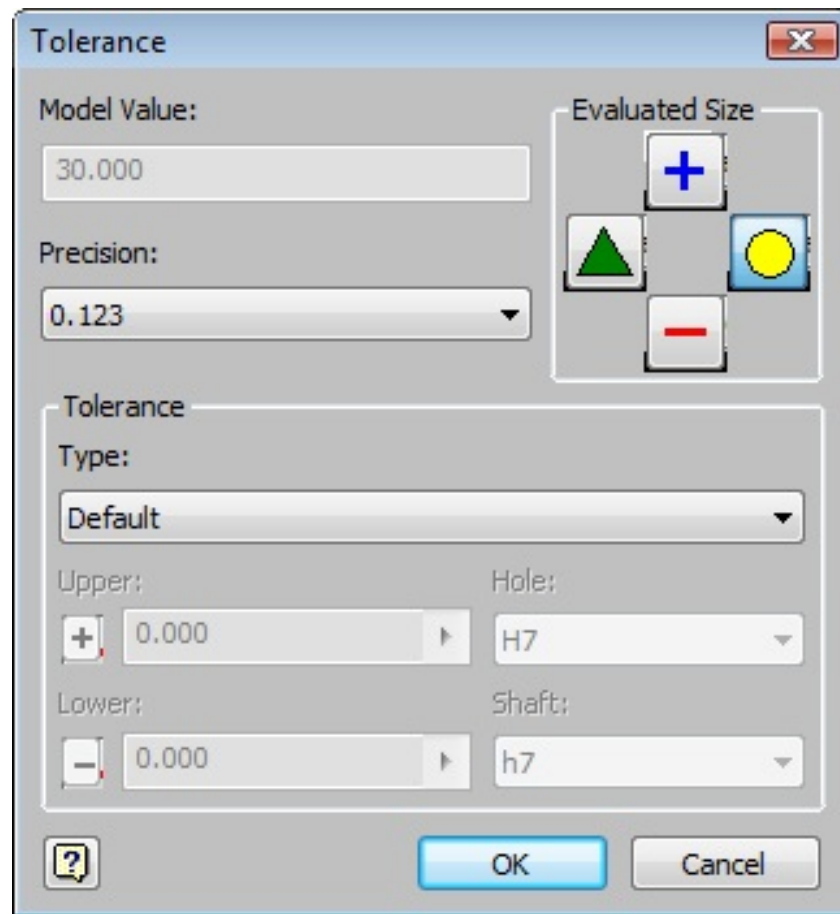 Tolerance
Model Value:
30.000
Evaluated Size
Precision:
0.123
Tolerance
Type:
Default
Upper:
Hole:
0.000
H7
Lower:
Shaft:
0.000
h7
OK
Cancel